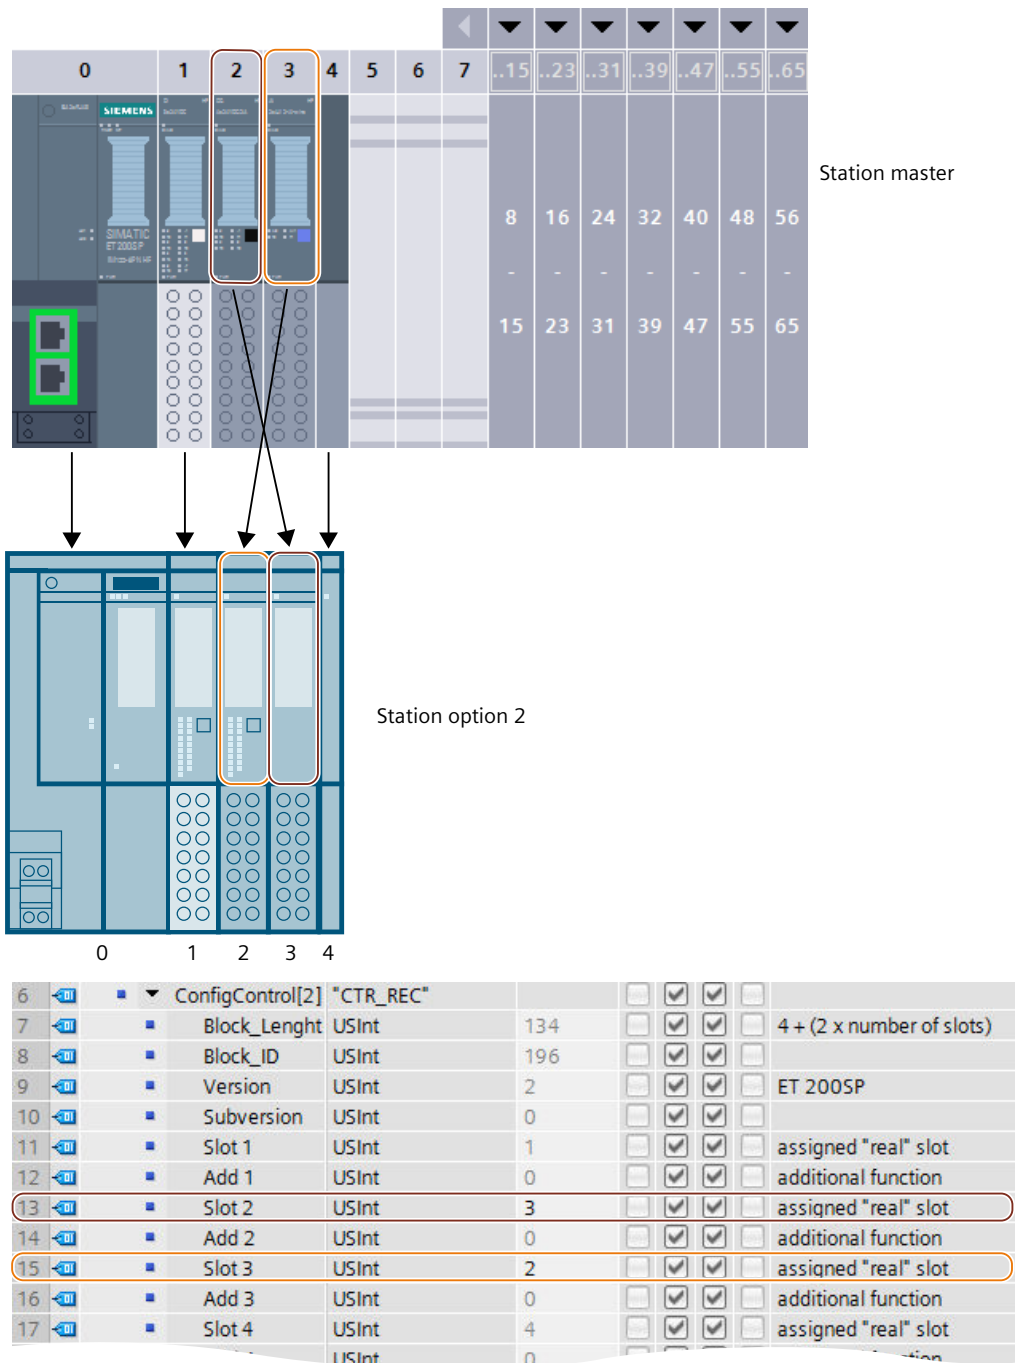 0 1 2 3 4 5 6 7 ..15 ..23 ..31 ..39 ..47 ..55 ..65
SIEMENS
Station master
8 16 24 32 40 48 56
SIMATIC
ET 200SP
- - - - - - -
15 23 31 39 47 55 65
Station option 2
0 1 2 3 4
6 ConfigControl[2] "CTR_REC"
7 Block_Lenght USInt 134 4 + (2 x number of slots)
8 Block_ID USInt 196
9 Version USInt 2 ET 200SP
10 Subversion USInt 0
11 Slot 1 USInt 1 assigned "real" slot
12 Add 1 USInt 0 additional function
13 Slot 2 USInt 3 assigned "real" slot
14 Add 2 USInt 0 additional function
15 Slot 3 USInt 2 assigned "real" slot
16 Add 3 USInt 0 additional function
17 Slot 4 USInt 4 assigned "real" slot
USInt 0